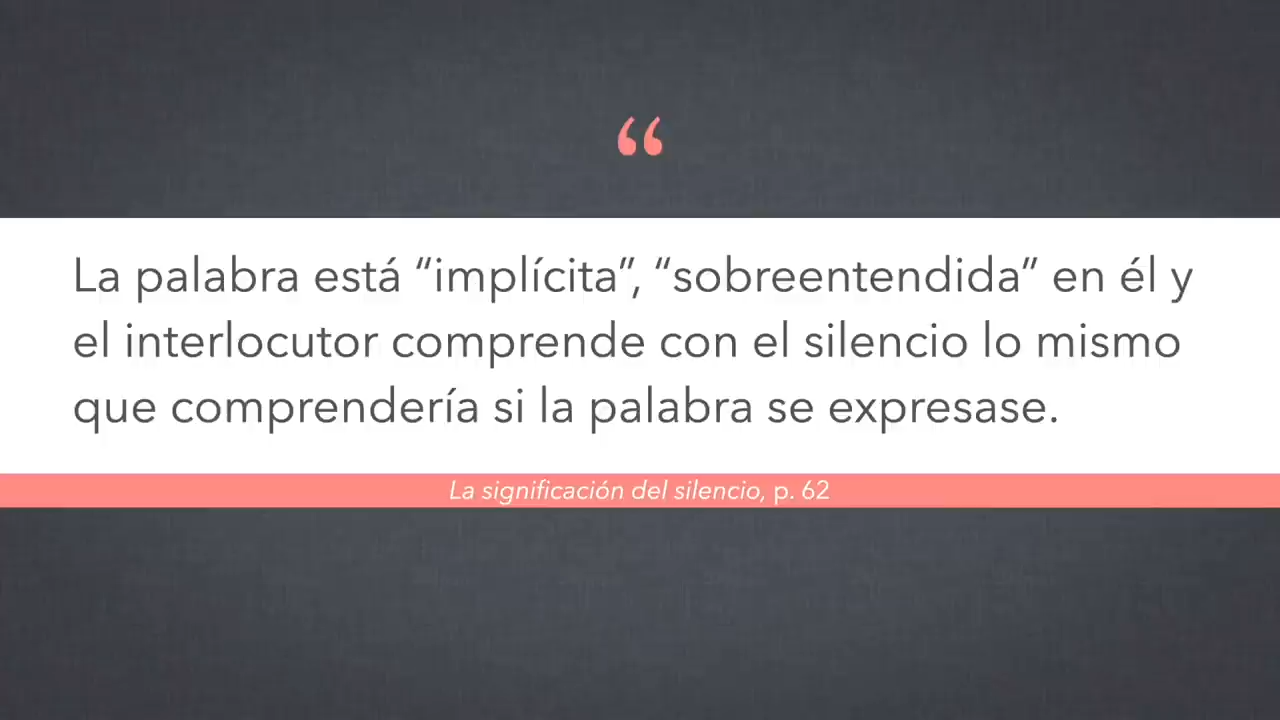 “
La palabra está “implícita”, “sobreentendida” en él y
el interlocutor comprende con el silencio lo mismo
que comprendería si la palabra se expresase.
La significación del silencio, p. 62